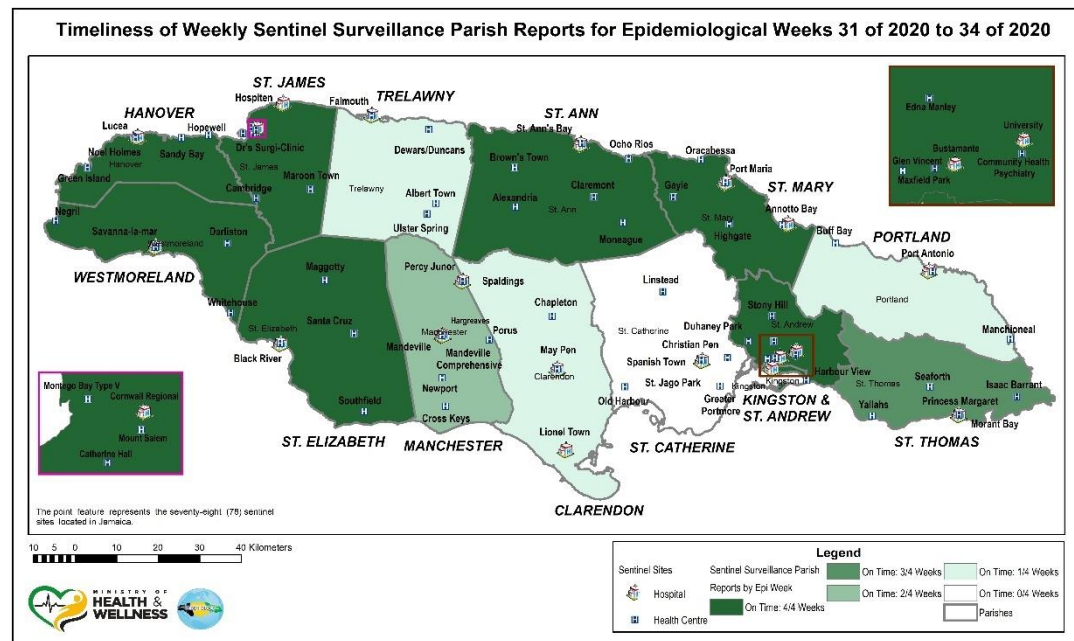 Timeliness of Weekly Sentinel Surveillance Parish Reports for Epidemiological Weeks 31 of 2020 to 34 of 2020
ST. JAMES
Hospiten
TRELAWNY
Falmouth
HANOVER
Lucea
Hopewell
Dr's Surgi-Clinic
Noel Holmes
Hanover
Sandy Bay
Green Island
St. James
Cambridge
Maroon Town
Dewars/Duncans
Trelawny
Albert Town
Ulster Spring
ST. ANN
St. Ann's Bay
Ocho Rios
Brown's Town
Alexandria
Claremont
St. Ann
Moneague
Oracabessa
Port Maria
Gayle
ST. MARY
St. Mary
Highgate
Annotto Bay
Buff Bay
PORTLAND
Port Antonio
Portland
Manchioneal
Edna Manley
University
Bustamante
Glen Vincent
Community Health
Psychiatry
Maxfield Park
Negril
Savanna-la-mar
Westmoreland
Darliston
WESTMORELAND
Whitehouse
Maggotty
St. Elizabeth
Santa Cruz
Black River
Southfield
ST. ELIZABETH
Percy Junor
Spaldings
Hargreaves
Manchester
Mandeville
Porus
Mandeville
Comprehensive
Newport
Cross Keys
MANCHESTER
Chapleton
May Pen
Clarendon
Lionel Town
CLARENDON
Linstead
St. Catherine
Duhaney Park
Christian Pen
Spanish Town
St. Jago Park
Old Harbour
Greater
Portmore
ST. CATHERINE
Stony Hill
St. Andrew
Kingston
Kingston
Harbour View
KINGSTON &
ST. ANDREW
St. Thomas
Seaforth
Isaac Barrant
Yallahs
Princess Margaret
Morant Bay
ST. THOMAS
Montego Bay Type V
Cornwall Regional
Mount Salem
Catherine Hall
The point feature represents the seventy-eight (78) sentinel
sites located in Jamaica.
10 5 0 10 20 30 40 Kilometers
MINISTRY OF
HEALTH &
WELLNESS
Legend
Sentinel Sites
Hospital
Health Centre
Sentinel Surveillance Parish
Reports by Epi Week
On Time: 4/4 Weeks
On Time: 3/4 Weeks
On Time: 2/4 Weeks
On Time: 1/4 Weeks
On Time: 0/4 Weeks
Parishes